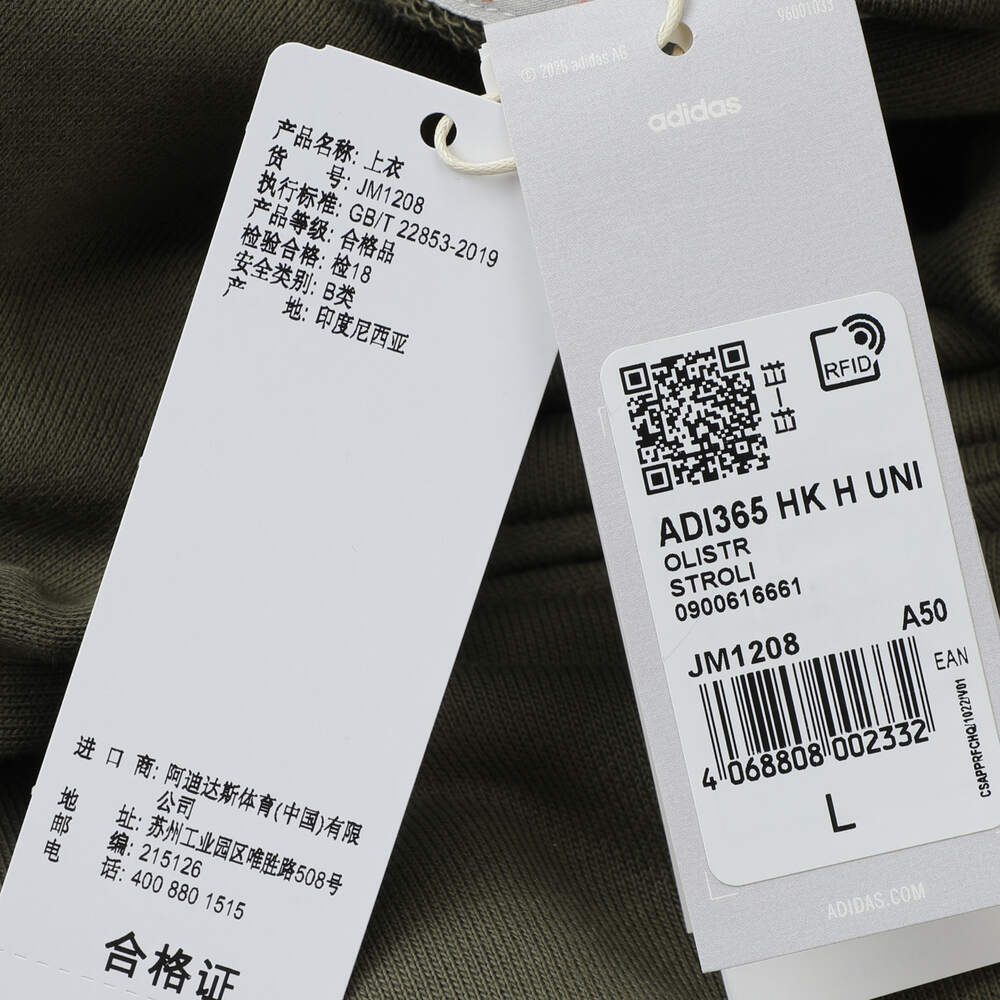 产品名称: 上衣
货 号: JM1208
执行标准: GB/T 22853-2019
产品等级: 合格品
检验合格: 检18
安全类别: B类
产 地: 印度尼西亚
进 口 商: 阿迪达斯体育(中国)有限
公司
地 址: 苏州工业园区唯胜路508号
邮 编: 215126
电 话: 400 880 1515
合格证
© 2025 adidas AG
96001033
adidas
RFID
ADI365 HK H UNI
OLISTR
STROLI
0900616661
JM1208 A50
EAN
4 068808 002332
L
CSAPPRFCHQ/1022/V01
ADIDAS.COM